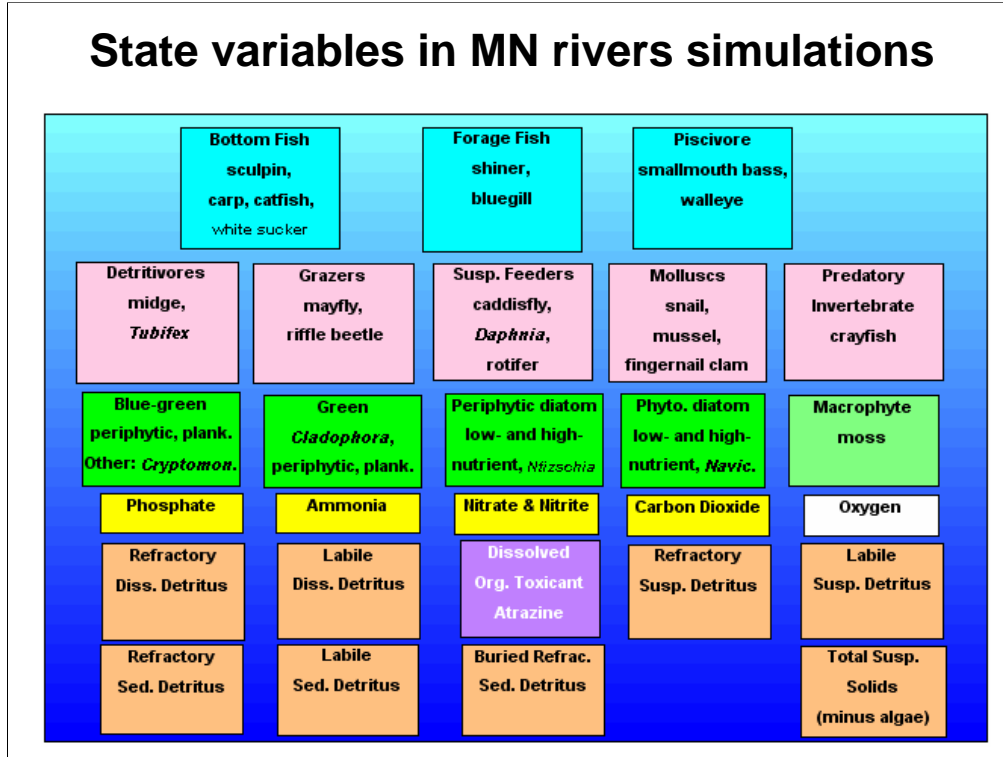 State variables in MN rivers simulations
Bottom Fish
sculpin,
carp, catfish,
white sucker
Forage Fish
shiner,
bluegill
Piscivore
smallmouth bass,
walleye
Detritivores
midge,
Tubifex
Grazers
mayfly,
riffle beetle
Susp. Feeders
caddisfly,
Daphnia,
rotifer
Molluscs
snail,
mussel,
fingernail clam
Predatory
Invertebrate
crayfish
Blue-green
periphytic, plank.
Other: Cryptomon.
Green
Cladophora,
periphytic, plank.
Periphytic diatom
low- and high-
nutrient, Nitzschia
Phyto. diatom
low- and high-
nutrient, Navic.
Macrophyte
moss
Phosphate
Ammonia
Nitrate & Nitrite
Carbon Dioxide
Oxygen
Refractory
Diss. Detritus
Labile
Diss. Detritus
Dissolved
Org. Toxicant
Atrazine
Refractory
Susp. Detritus
Labile
Susp. Detritus
Refractory
Sed. Detritus
Labile
Sed. Detritus
Buried Refrac.
Sed. Detritus
Total Susp.
Solids
(minus algae)